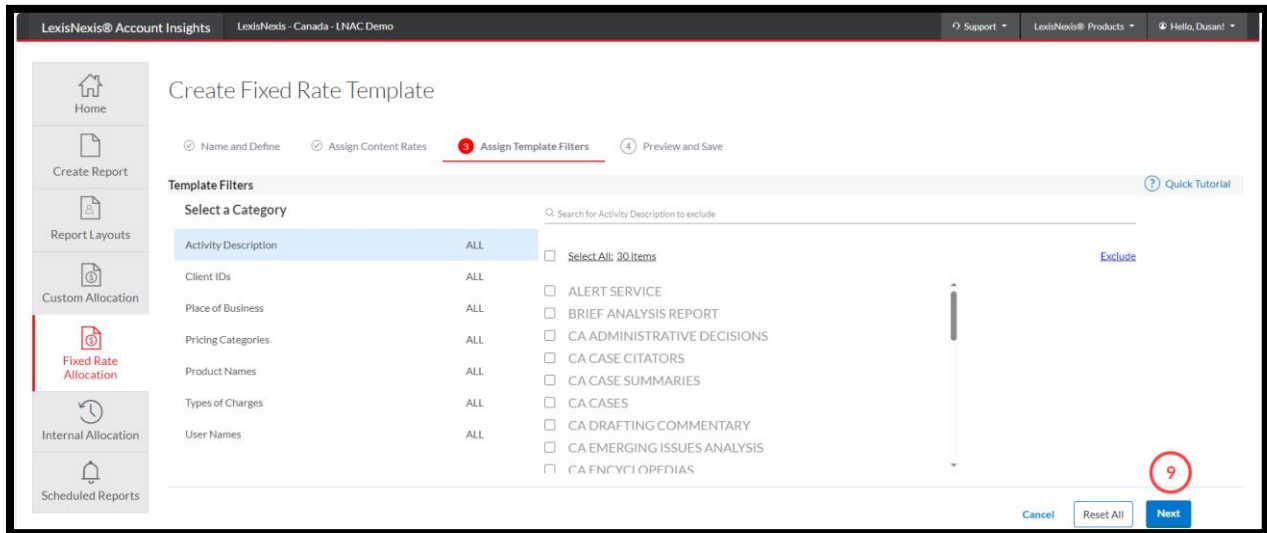 LexisNexis® Account Insights LexisNexis - Canada - LNAC Demo Support LexisNexis® Products Hello, Dusan!
Home
Create Report
Report Layouts
Custom Allocation
Fixed Rate
Allocation
Internal Allocation
Scheduled Reports
Create Fixed Rate Template
Name and Define Assign Content Rates 3 Assign Template Filters 4 Preview and Save
Template Filters ? Quick Tutorial
Select a Category
Activity Description ALL
Client IDs ALL
Place of Business ALL
Pricing Categories ALL
Product Names ALL
Types of Charges ALL
User Names ALL
Search for Activity Description to exclude
Select All: 30 items Exclude
ALERT SERVICE
BRIEF ANALYSIS REPORT
CA ADMINISTRATIVE DECISIONS
CA CASE CITATORS
CA CASE SUMMARIES
CA CASES
CA DRAFTING COMMENTARY
CA EMERGING ISSUES ANALYSIS
CA ENCYCLOPEDIAS
9
Cancel Reset All Next